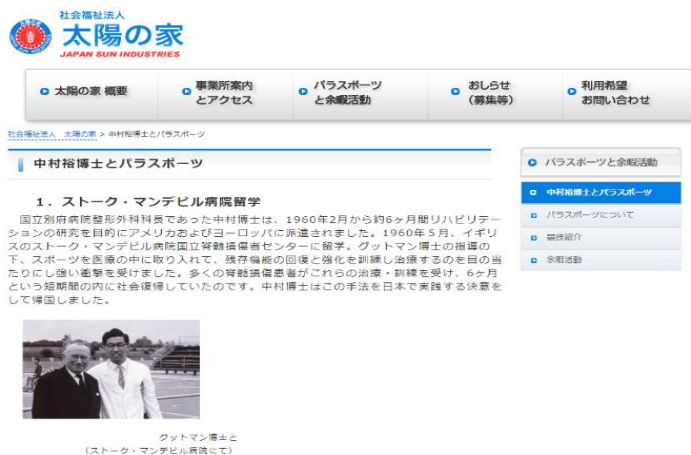 社会福祉法人
太陽の家
JAPAN SUN INDUSTRIES
太陽の家 概要
事業所案内
とアクセス
パラスポーツ
と余暇活動
おしらせ
(募集等)
利用希望
お問い合わせ
社会福祉法人 太陽の家 > 中村裕博士とパラスポーツ
中村裕博士とパラスポーツ
1.ストーク・マンデビル病院留学
国立別府病院整形外科科長であった中村博士は、1960年2月から約6ヶ月間リハビリテー
ションの研究を目的にアメリカおよびヨーロッパに派遣されました。1960年5月、イギリ
スのストーク・マンデビル病院国立脊髄損傷者センターに留学。グットマン博士の指導の
下、スポーツを医療の中に取り入れて、残存機能の回復と強化を訓練し治療するのを目の当
たりにし強い衝撃を受けました。多くの脊髄損傷患者がこれらの治療・訓練を受け、6ヶ月
という短期間の内に社会復帰していたのです。中村博士はこの手法を日本で実践する決意を
して帰国しました。
グットマン博士と
(ストーク・マンデビル病院にて)
パラスポーツと余暇活動
中村裕博士とパラスポーツ
パラスポーツについて
競技紹介
余暇活動